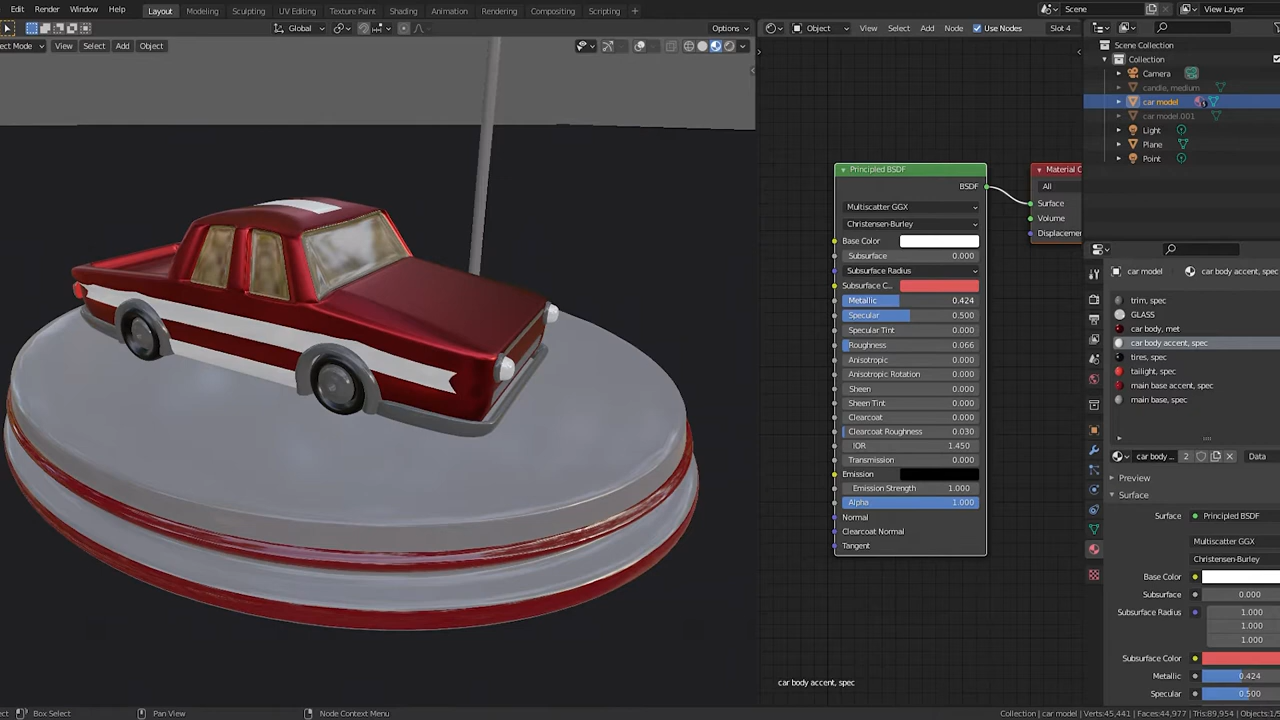 Edit Render Window Help Layout Modeling Sculpting UV Editing Texture Paint Shading Animation Rendering Compositing Scripting + Scene View Layer
Global Options Object View Select Add Node Use Nodes Slot 4
ect Mode View Select Add Object
Scene Collection
Collection
Camera
candle, medium
car model
car model.001
Light
Plane
Point
Principled BSDF
BSDF
Multiscatter GGX
Christensen-Burley
Base Color
Subsurface 0.000
Subsurface Radius
Subsurface C...
Metallic 0.424
Specular 0.500
Specular Tint 0.000
Roughness 0.066
Anisotropic 0.000
Anisotropic Rotation 0.000
Sheen 0.000
Sheen Tint 0.000
Clearcoat 0.000
Clearcoat Roughness 0.030
IOR 1.450
Transmission 0.000
Emission
Emission Strength 1.000
Alpha 1.000
Normal
Clearcoat Normal
Tangent
Material O
All
Surface
Volume
Displacemen
car model car body accent, spec
trim, spec
GLASS
car body, met
car body accent, spec
tires, spec
tailight, spec
main base accent, spec
main base, spec
car body ... 2 Data
Preview
Surface
Surface Principled BSDF
Multiscatter GGX
Christensen-Burley
Base Color
Subsurface 0.000
Subsurface Radius 1.000
1.000
1.000
Subsurface Color
Metallic 0.424
Specular 0.500
car body accent, spec
ct Box Select Pan View Node Context Menu Collection | car model | Verts:45,441 | Faces:44,977 | Tris:89,954 | Objects:1/5